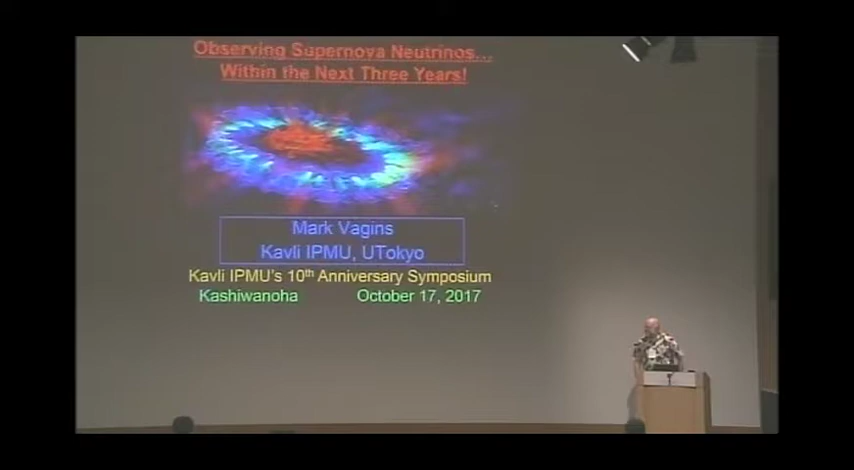 Observing Supernova Neutrinos...
Within the Next Three Years!
Mark Vagins
Kavli IPMU, UTokyo
Kavli IPMU's 10th Anniversary Symposium
Kashiwanoha October 17, 2017